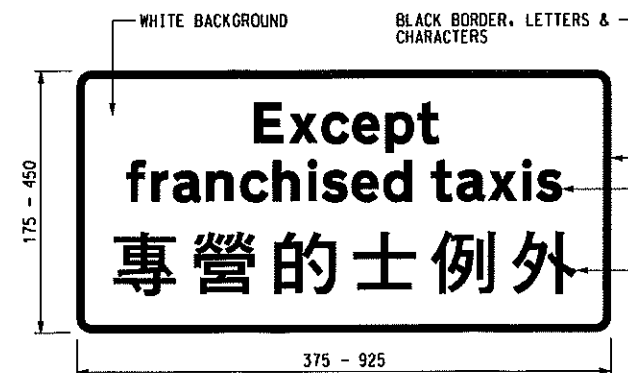 WHITE BACKGROUND
BLACK BORDER, LETTERS &
CHARACTERS
Except
franchised taxis
專營的士例外
175 - 450
375 - 925